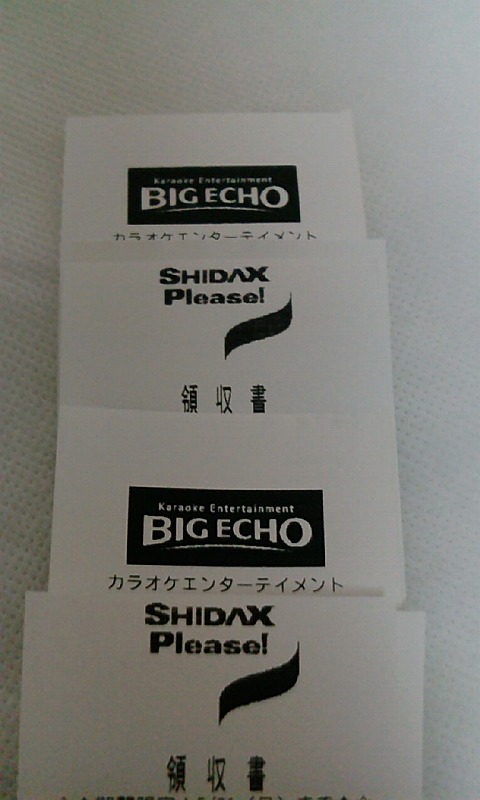 Karaoke Entertainment
BIG ECHO
カラオケエンターテイメント
SHIDAX
Please!
領収書
Karaoke Entertainment
BIG ECHO
カラオケエンターテイメント
SHIDAX
Please!
領収書